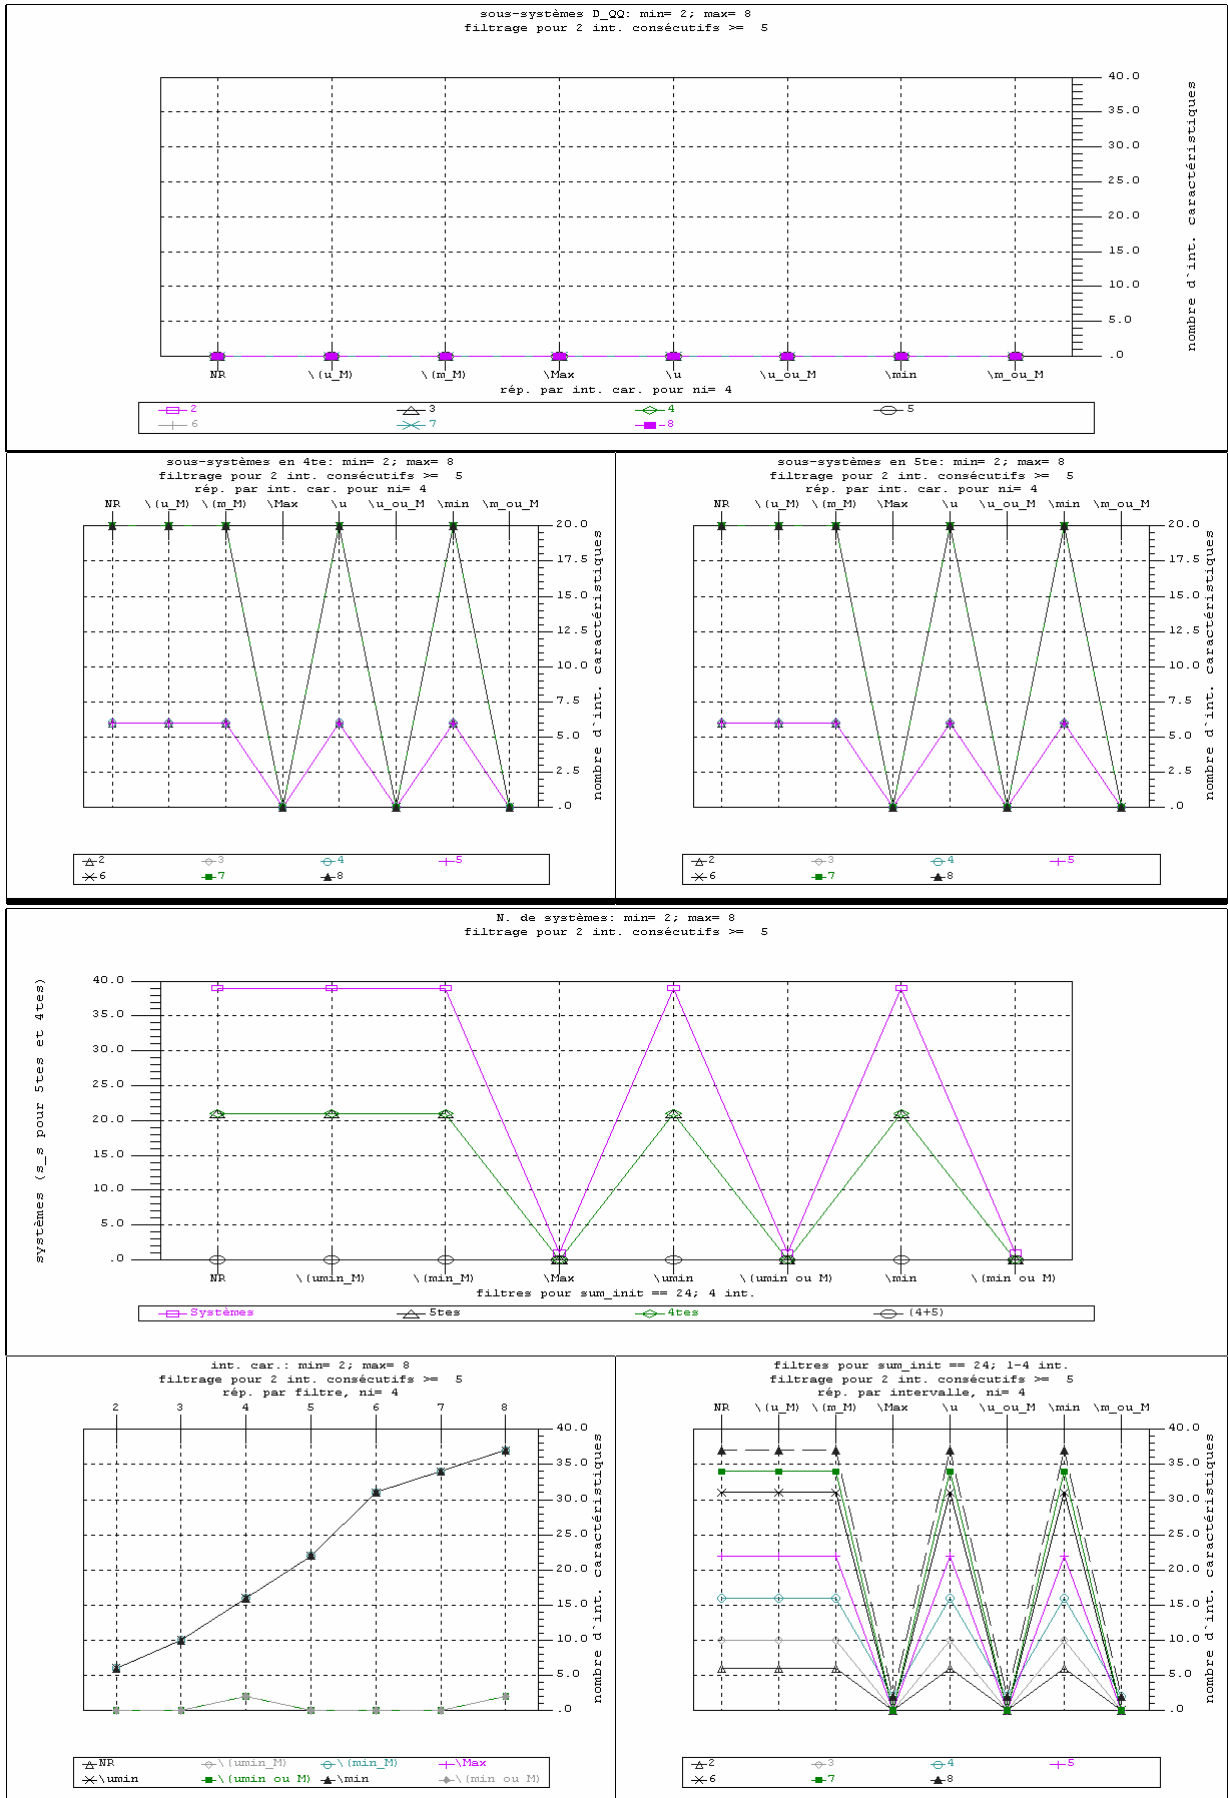 sous-systèmes D_QQ: min= 2; max= 8
filtrage pour 2 int. consécutifs >= 5
40.0
35.0
30.0
25.0
20.0
15.0
10.0
5.0
.0
nombre d`int. caractéristiques
NR \(u_M) \(m_M) \Max \u \u_ou_M \min \m_ou_M
rép. par int. car. pour ni= 4
2 3 4 5
6 7 8
sous-systèmes en 4te: min= 2; max= 8
filtrage pour 2 int. consécutifs >= 5
rép. par int. car. pour ni= 4
NR \(u_M) \(m_M) \Max \u \u_ou_M \min \m_ou_M
20.0
17.5
15.0
12.5
10.0
7.5
5.0
2.5
.0
nombre d`int. caractéristiques
2 3 4 5
6 7 8
sous-systèmes en 5te: min= 2; max= 8
filtrage pour 2 int. consécutifs >= 5
rép. par int. car. pour ni= 4
NR \(u_M) \(m_M) \Max \u \u_ou_M \min \m_ou_M
20.0
17.5
15.0
12.5
10.0
7.5
5.0
2.5
.0
nombre d`int. caractéristiques
2 3 4 5
6 7 8
N. de systèmes: min= 2; max= 8
filtrage pour 2 int. consécutifs >= 5
systèmes (s_s pour 5tes et 4tes)
40.0
35.0
30.0
25.0
20.0
15.0
10.0
5.0
.0
NR \(umin_M) \(min_M) \Max \umin \(umin ou M) \min \(min ou M)
filtres pour sum_init == 24; 4 int.
Systèmes 5tes 4tes (4+5)
int. car.: min= 2; max= 8
filtrage pour 2 int. consécutifs >= 5
rép. par filtre, ni= 4
2 3 4 5 6 7 8
40.0
35.0
30.0
25.0
20.0
15.0
10.0
5.0
.0
nombre d`int. caractéristiques
NR \(umin_M) \(min_M) \Max
\umin \(umin ou M) \min \(min ou M)
filtres pour sum_init == 24; 1-4 int.
filtrage pour 2 int. consécutifs >= 5
rép. par intervalle, ni= 4
NR \(u_M) \(m_M) \Max \u \u_ou_M \min \m_ou_M
40.0
35.0
30.0
25.0
20.0
15.0
10.0
5.0
.0
nombre d`int. caractéristiques
2 3 4 5
6 7 8